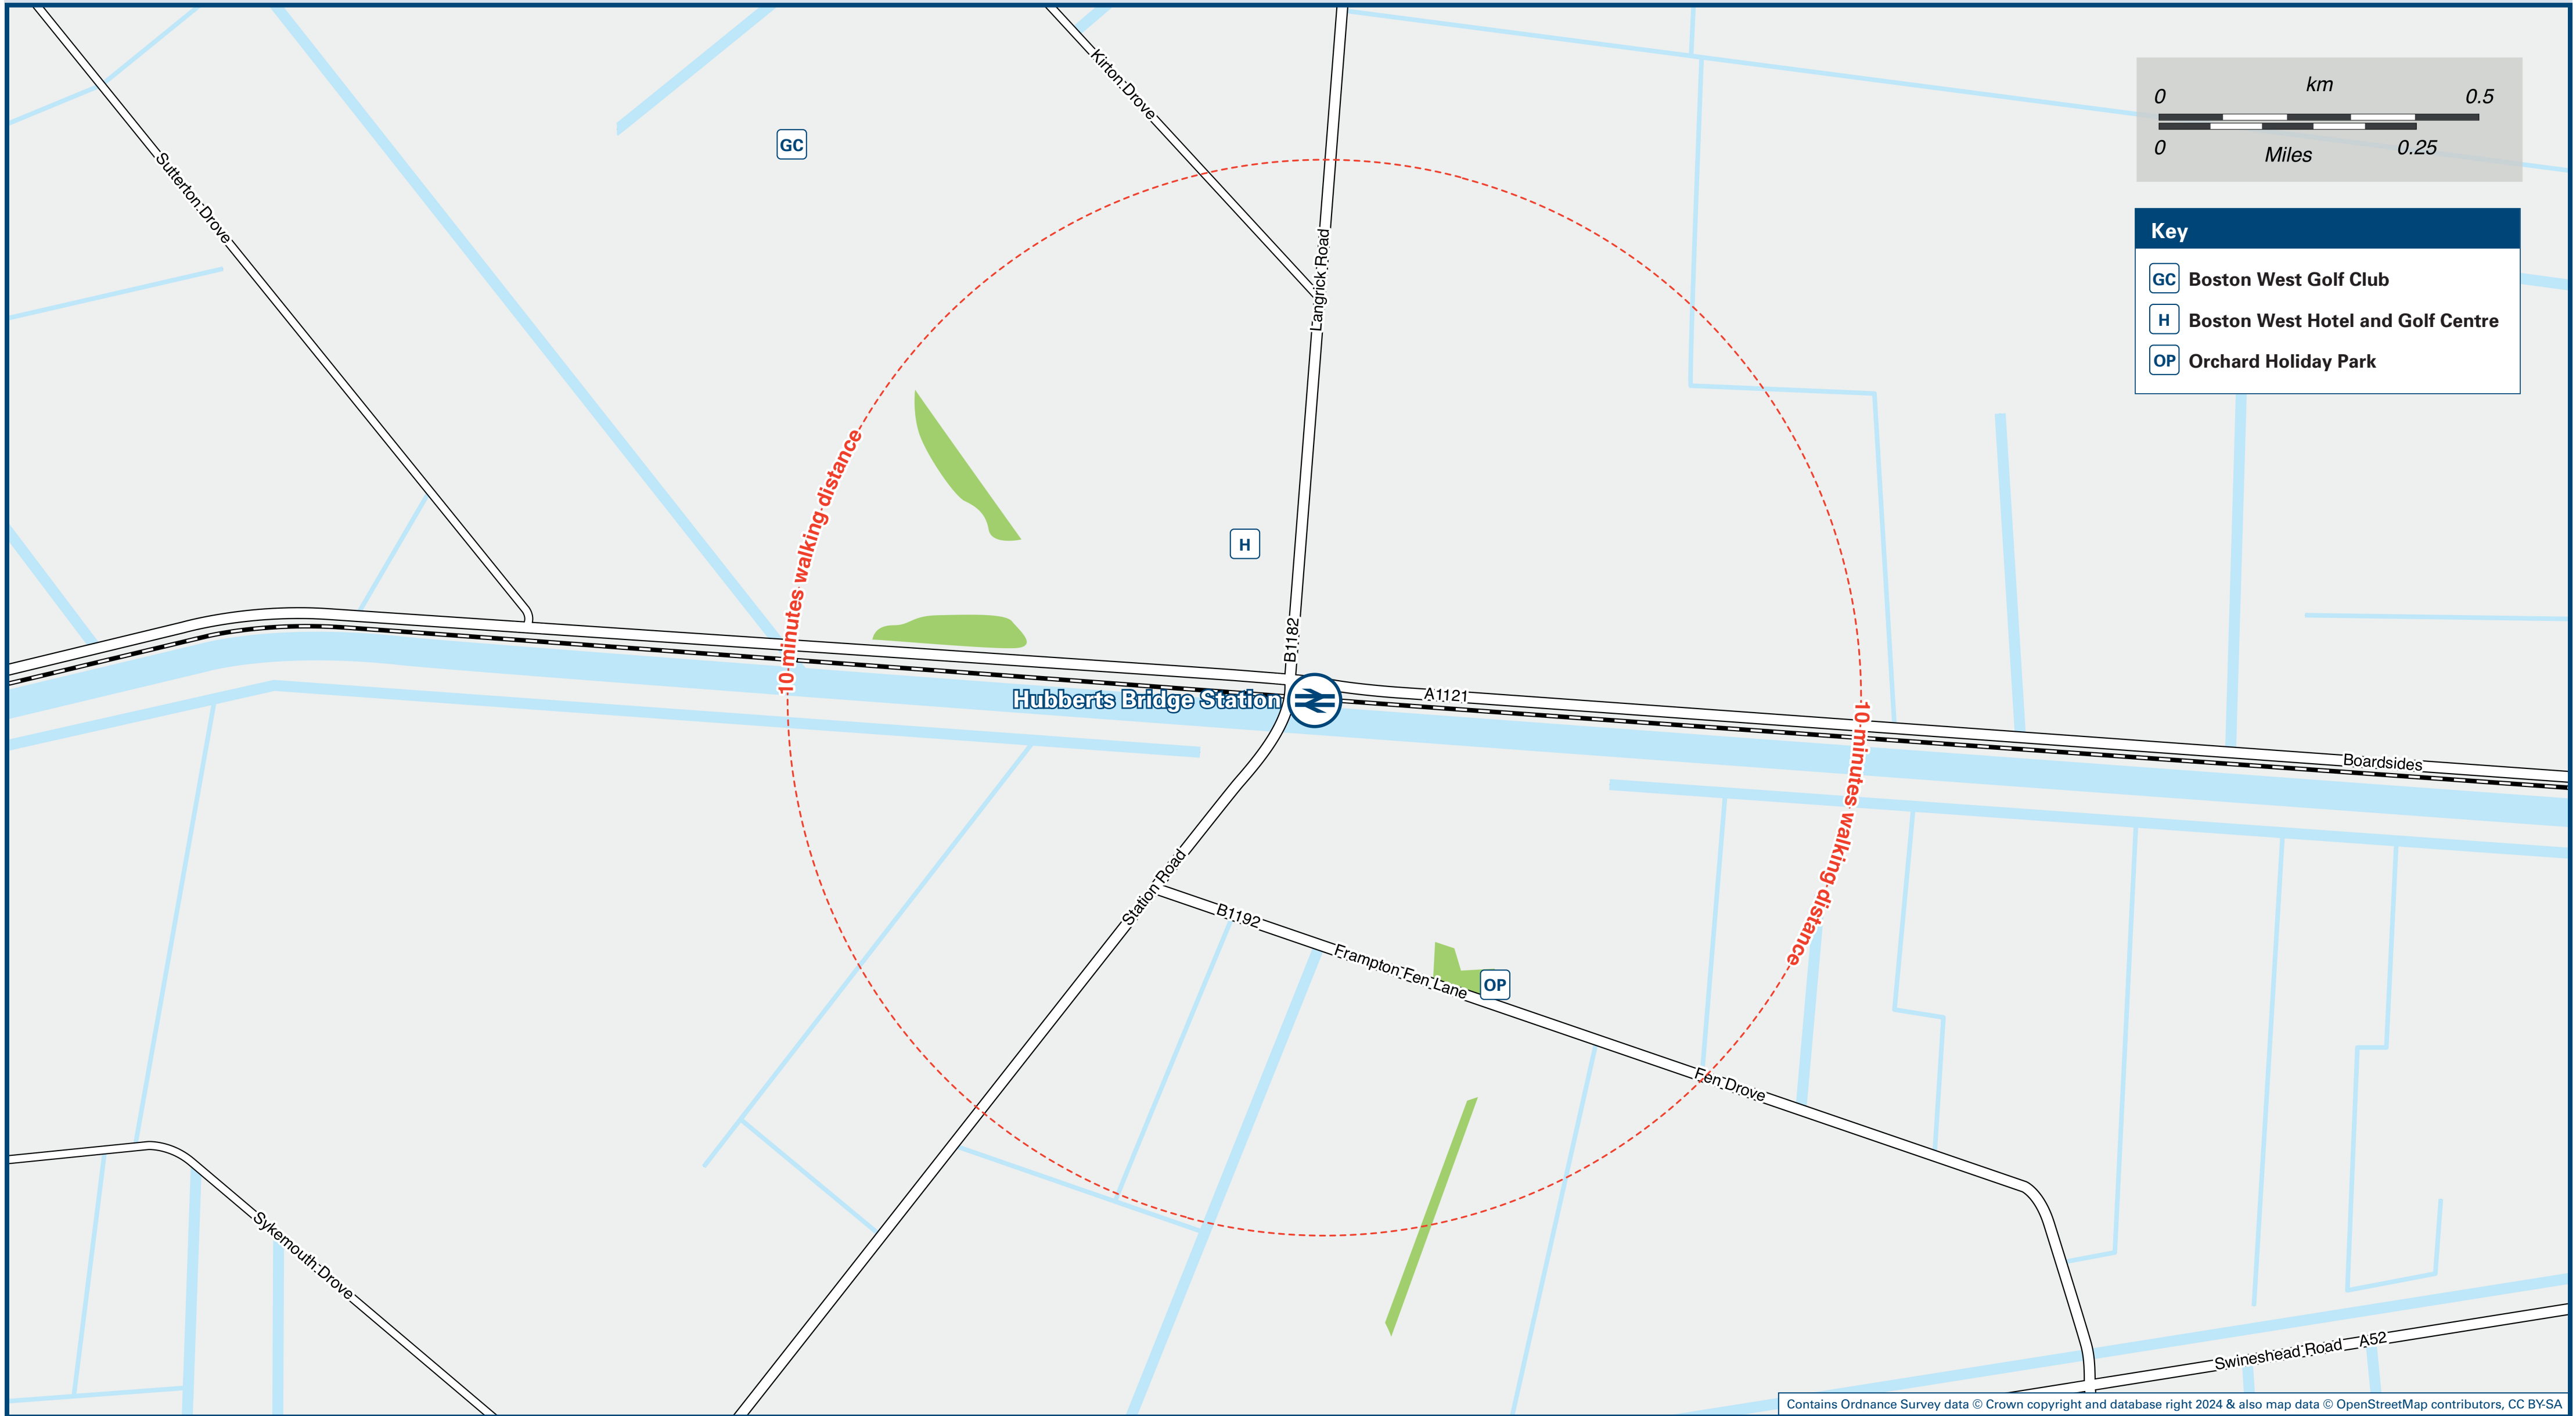 Kirton Drove
km
0 0.5
0 Miles 0.25
GC
Sutterton Drove
Key
GC Boston West Golf Club
H Boston West Hotel and Golf Centre
OP Orchard Holiday Park
Langrick Road
10 minutes walking distance
H
B1182
Hubberts Bridge Station
A1121
10 minutes walking distance
Boardsides
Station Road
B1192
Frampton Fen Lane
OP
Fen Drove
Sykemouth Drove
Swineshead Road A52
Contains Ordnance Survey data © Crown copyright and database right 2024 & also map data © OpenStreetMap contributors, CC BY-SA